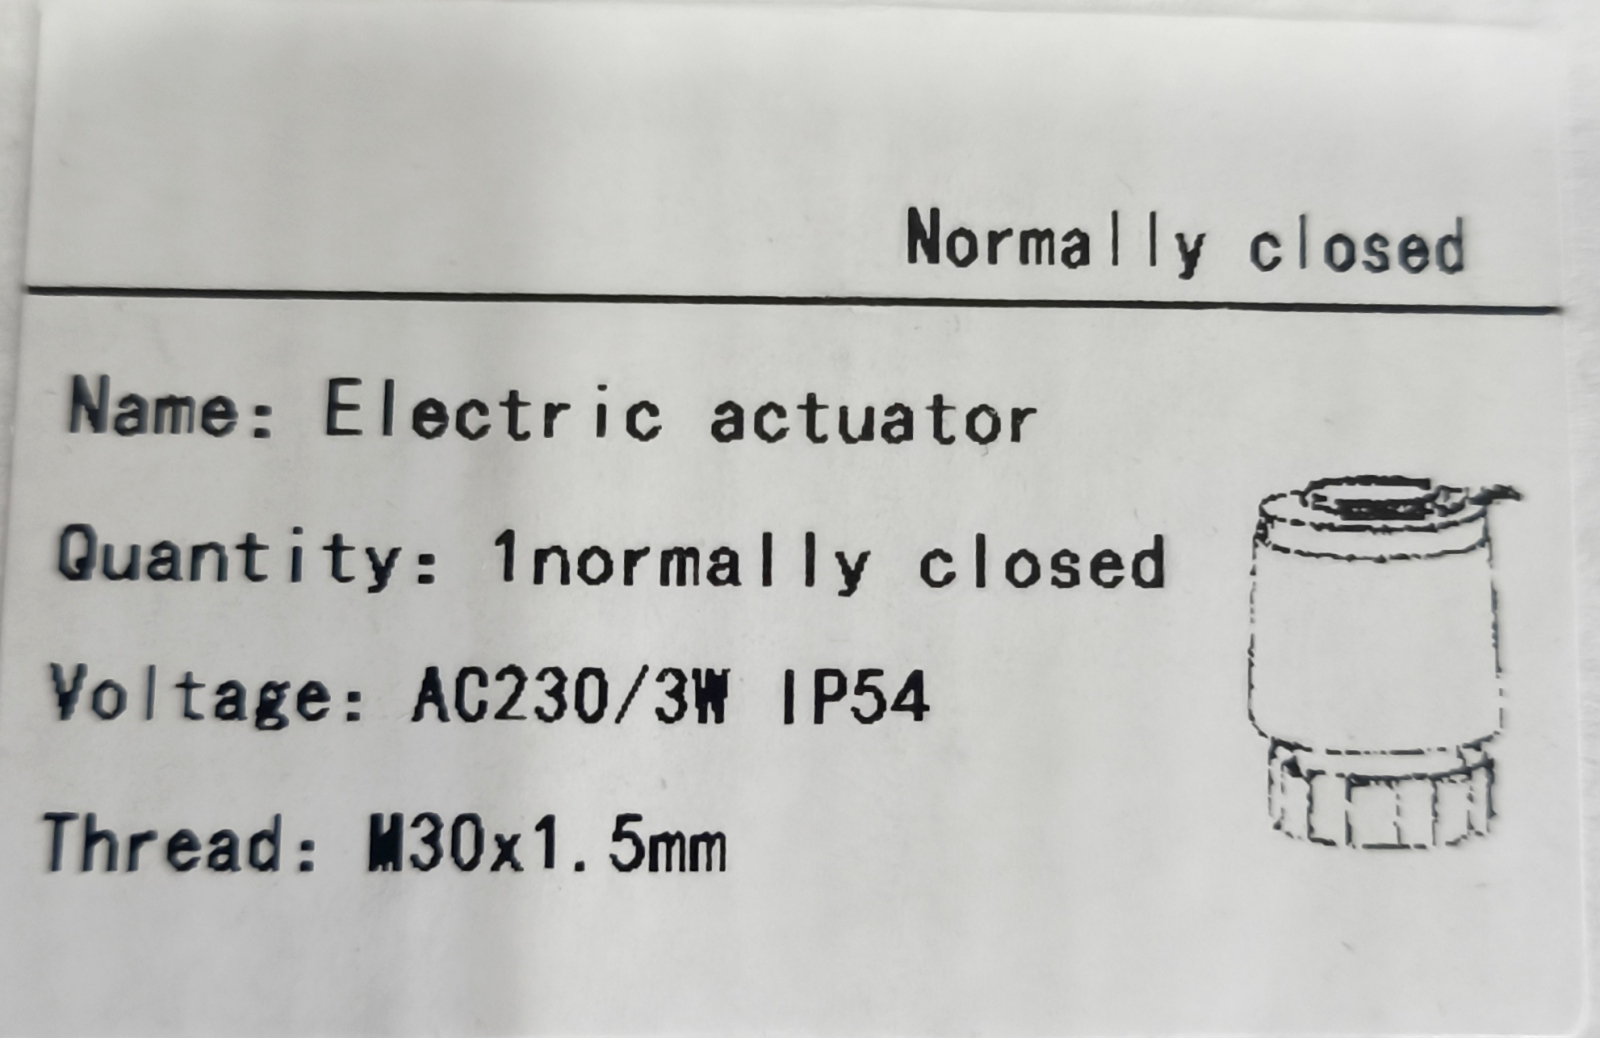 Normally closed
Name: Electric actuator
Quantity: 1normally closed
Voltage: AC230/3W IP54
Thread: M30x1.5mm